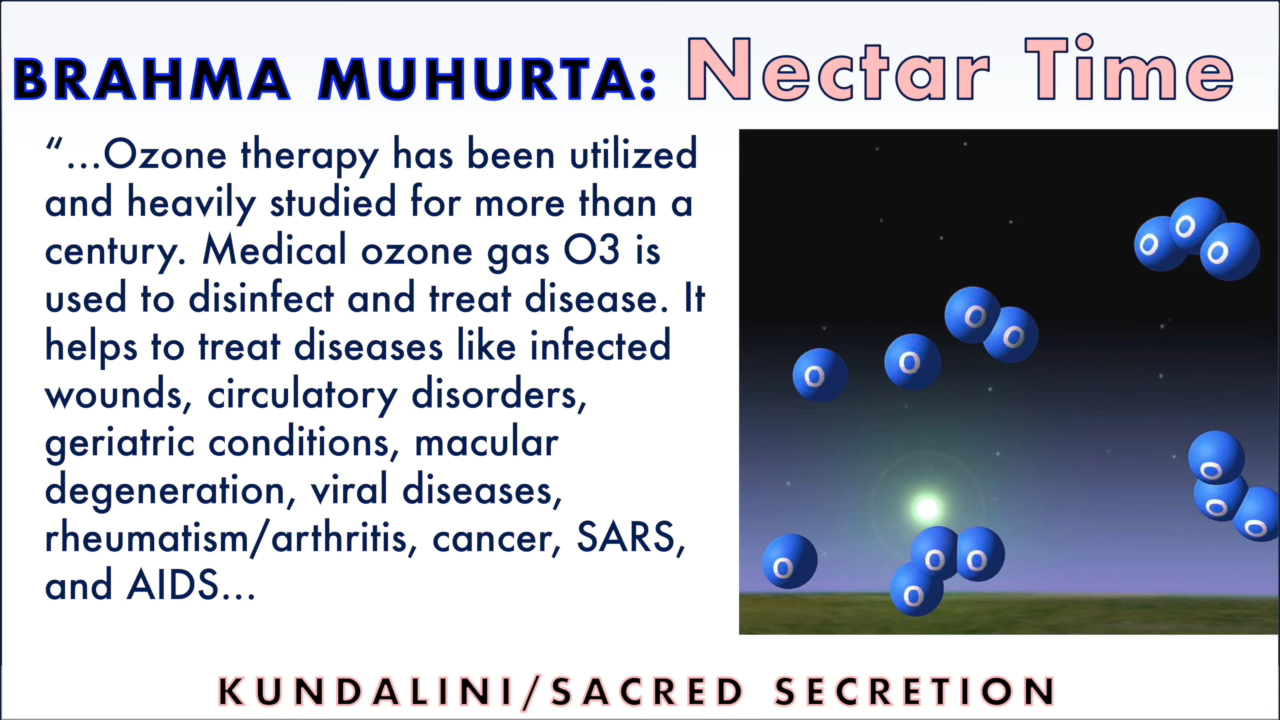 BRAHMA MUHURTA: Nectar Time
“...Ozone therapy has been utilized
and heavily studied for more than a
century. Medical ozone gas O3 is
used to disinfect and treat disease. It
helps to treat diseases like infected
wounds, circulatory disorders,
geriatric conditions, macular
degeneration, viral diseases,
rheumatism/arthritis, cancer, SARS,
and AIDS...
O O O
O O
O O
O
O
O
O O
O
O
KUNDALINI/SACRED SECRETION